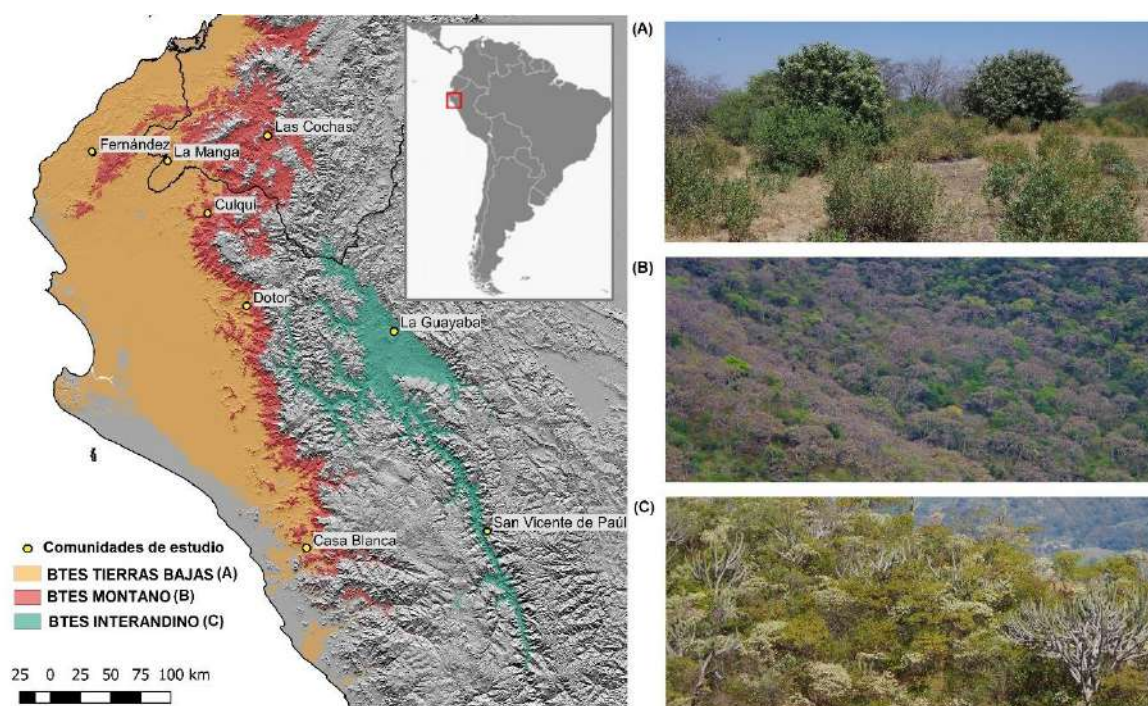 Fernández
La Manga
Las Cochas
Culqui
Dotor
La Guayaba
San Vicente de Paúl
Casa Blanca
Comunidades de estudio
BTES TIERRAS BAJAS (A)
BTES MONTANO (B)
BTES INTERANDINO (C)
25 0 25 50 75 100 km
(A)
(B)
(C)